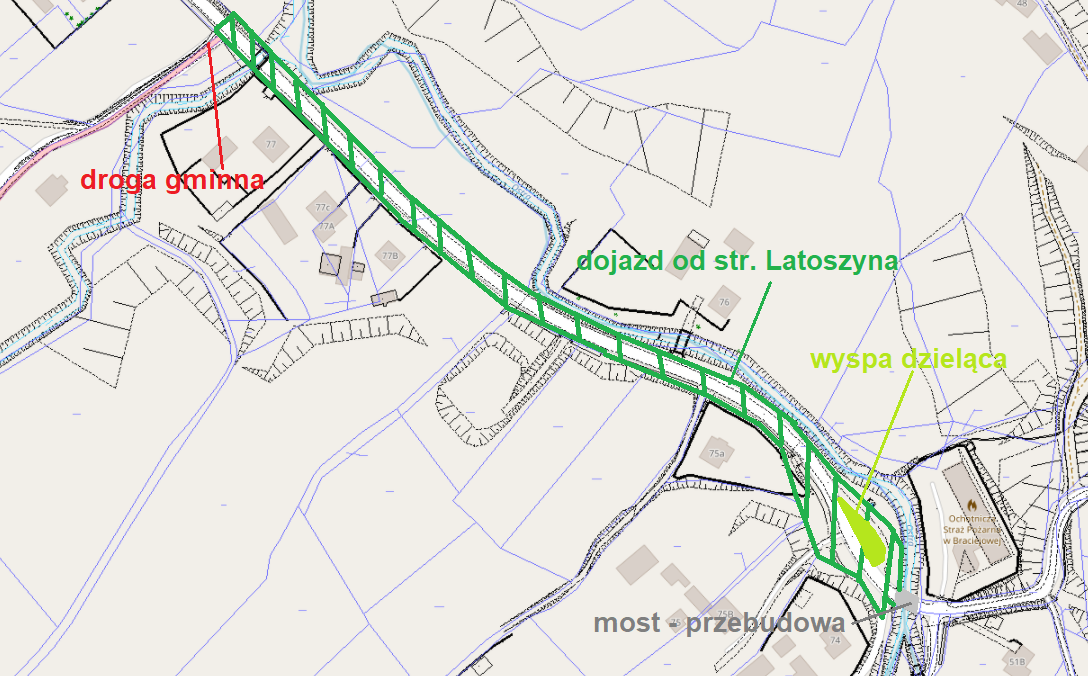 48
77
droga gminna
77c
77A
77B
dojazd od str. Latoszyna
76
wyspa dzieląca
75a
Ochotnicza
Straż Pożarna
w Braciejowej
75B
most - przebudowa
74
51B